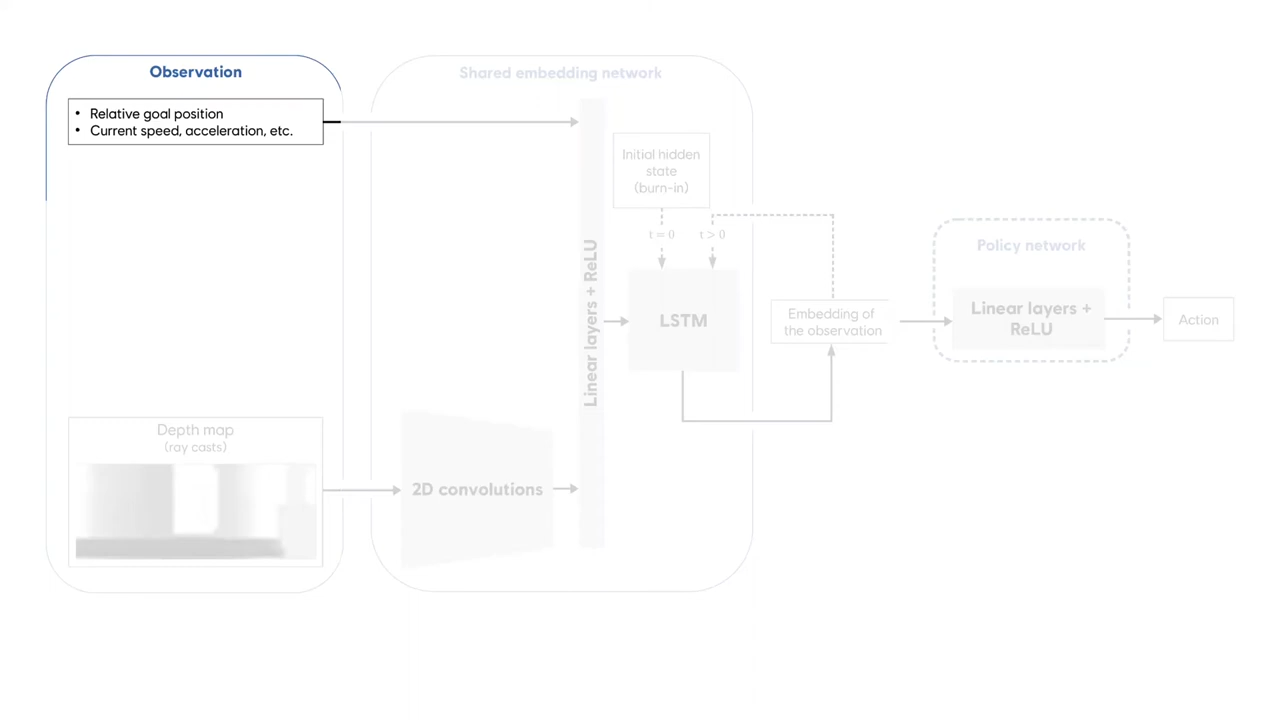 Observation
• Relative goal position
• Current speed, acceleration, etc.
Depth map
(ray casts)
Shared embedding network
2D convolutions
Linear layers + ReLU
Initial hidden
state
(burn-in)
t = 0
t > 0
LSTM
Embedding of
the observation
Policy network
Linear layers +
ReLU
Action